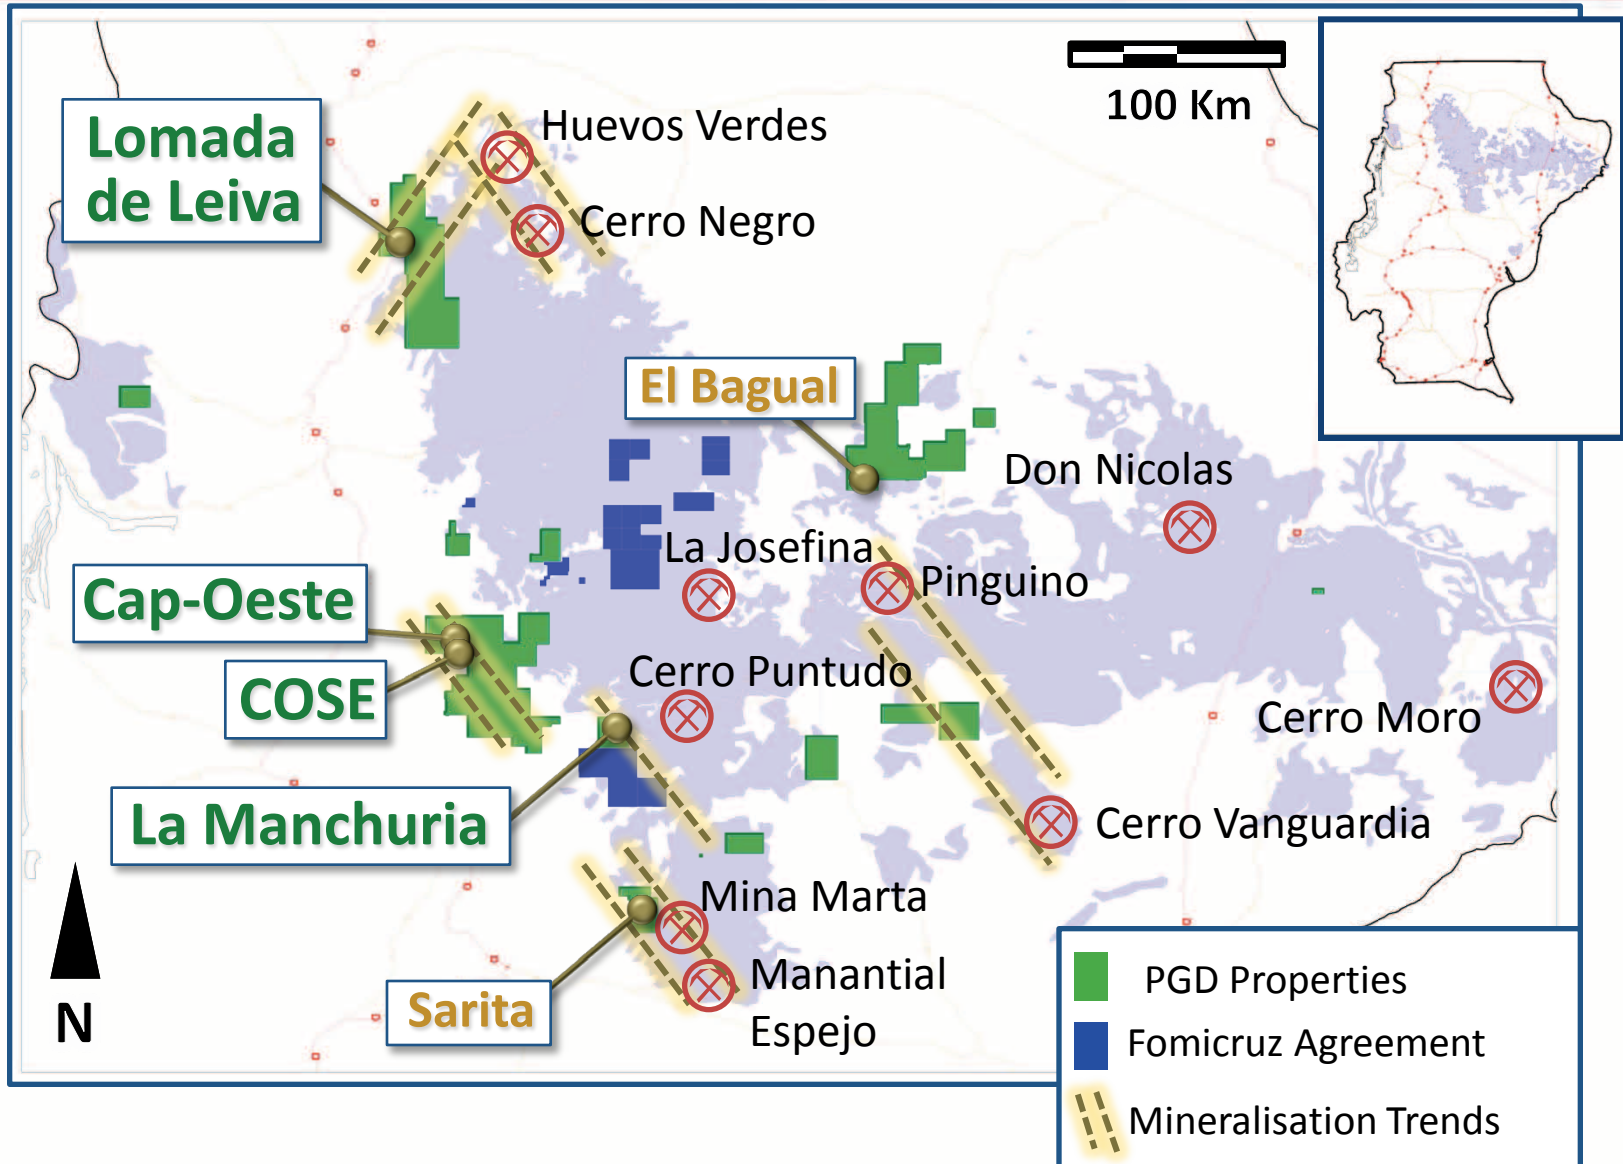 100 Km
Huevos Verdes
Lomada
de Leiva
Cerro Negro
El Bagual
Don Nicolas
La Josefina
Pinguino
Cap-Oeste
Cerro Puntudo
COSE
Cerro Moro
La Manchuria
Cerro Vanguardia
Mina Marta
Manantial
Espejo
Sarita
N
PGD Properties
Fomicruz Agreement
Mineralisation Trends